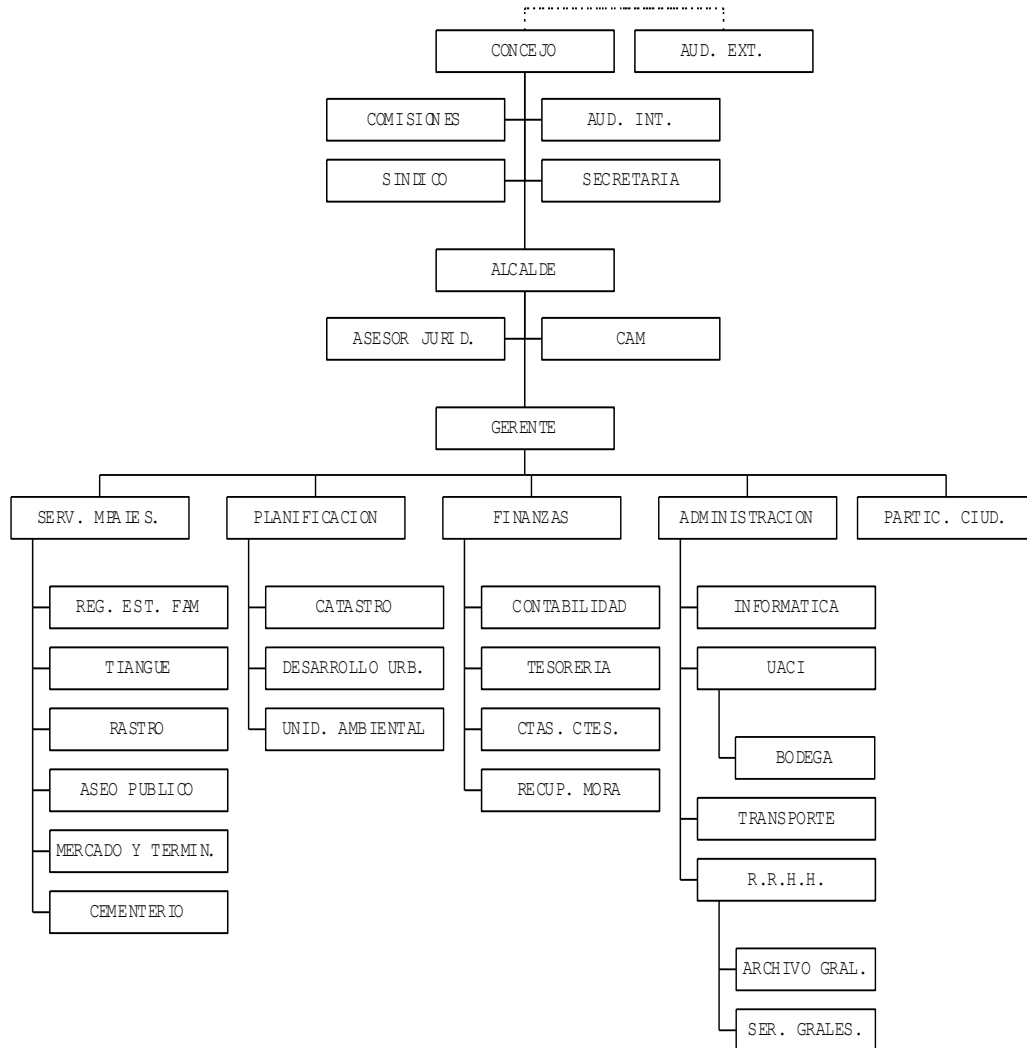 CONCEJO
AUD. EXT.
COMISIONES
AUD. INT.
SINDICO
SECRETARIA
ALCALDE
ASESOR JURID.
CAM
GERENTE
SERV. MPALES.
PLANIFICACION
FINANZAS
ADMINISTRACION
PARTIC. CIUD.
REG. EST. FAM
CATASTRO
CONTABILIDAD
INFORMATICA
TIANGUE
DESARROLLO URB.
TESORERIA
UACI
RASTRO
UNID. AMBIENTAL
CTAS. CTES.
BODEGA
ASEO PUBLICO
RECUP. MORA
TRANSPORTE
MERCADO Y TERMIN.
R.R.H.H.
CEMENTERIO
ARCHIVO GRAL.
SER. GRALES.